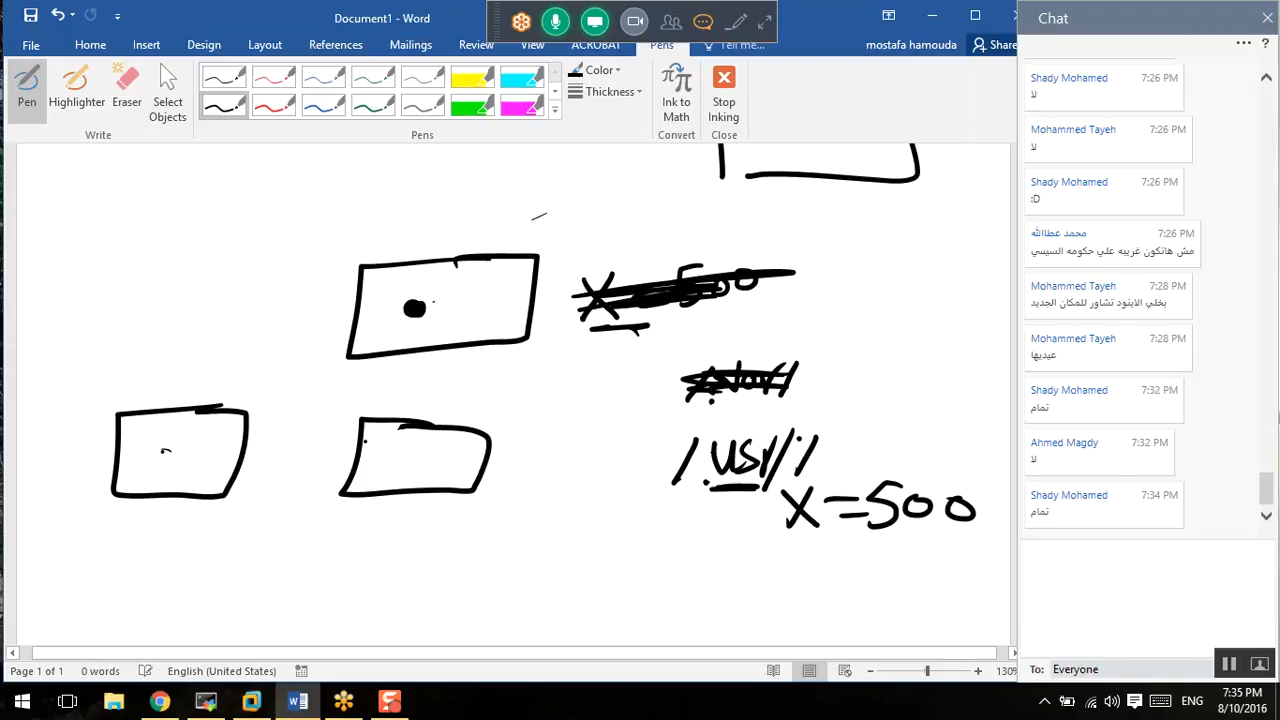 Document1 - Word
Chat
File
Home
Insert
Design
Layout
References
Mailings
Review
View
ACROBAT
Pens
Tell me...
mostafa hamouda
Share
Pen
Highlighter
Eraser
Select Objects
Color
Thickness
Ink to Math
Stop Inking
Write
Pens
Convert
Close
Shady Mohamed 7:26 PM
لا
Mohammed Tayeh 7:26 PM
لا
Shady Mohamed 7:26 PM
:D
محمد عطاالله 7:26 PM
مش هاتكون غريبه علي حكومه السيسي
Mohammed Tayeh 7:28 PM
بخلي الاينود تشاور للمكان الجديد
Mohammed Tayeh 7:28 PM
عبديها
Shady Mohamed 7:32 PM
تمام
Ahmed Magdy 7:32 PM
لا
Shady Mohamed 7:34 PM
تمام
/usr/
X=500
To: Everyone
Page 1 of 1
0 words
English (United States)
130%
ENG
7:35 PM
8/10/2016